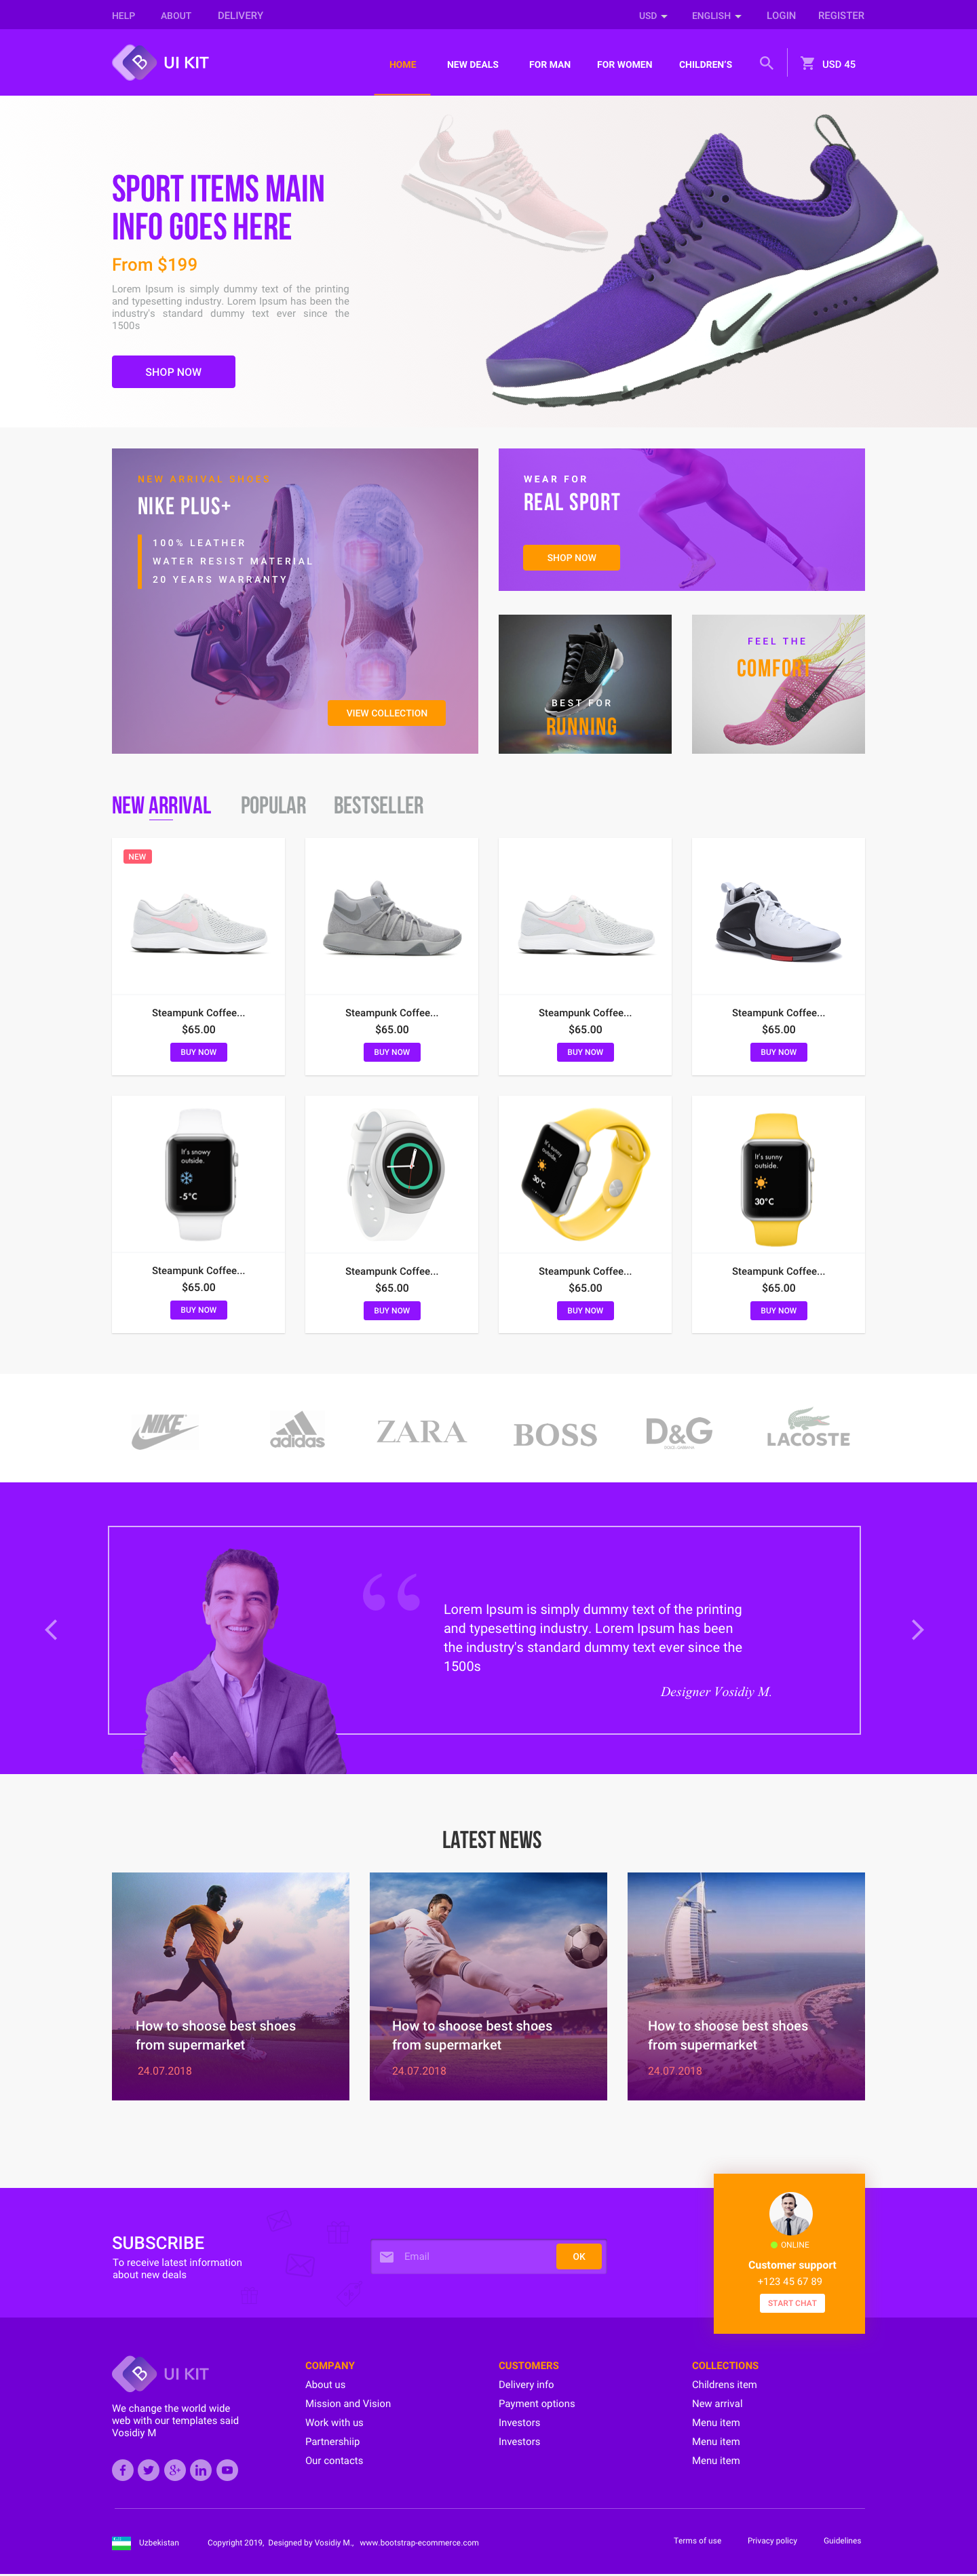 HELP ABOUT DELIVERY USD ENGLISH LOGIN REGISTER
B UI KIT HOME NEW DEALS FOR MAN FOR WOMEN CHILDREN'S USD 45
SPORT ITEMS MAIN
INFO GOES HERE
From $199
Lorem Ipsum is simply dummy text of the printing
and typesetting industry. Lorem Ipsum has been the
industry's standard dummy text ever since the
1500s
SHOP NOW
NEW ARRIVAL SHOES
NIKE PLUS+
100% LEATHER
WATER RESIST MATERIAL
20 YEARS WARRANTY
VIEW COLLECTION
WEAR FOR
REAL SPORT
SHOP NOW
BEST FOR
RUNNING
FEEL THE
COMFORT
NEW ARRIVAL POPULAR BESTSELLER
NEW
Steampunk Coffee... Steampunk Coffee... Steampunk Coffee... Steampunk Coffee...
$65.00 $65.00 $65.00 $65.00
BUY NOW BUY NOW BUY NOW BUY NOW
It's snowy
outside.
-5°C
It's sunny
outside.
30°C
It's sunny
outside.
30°C
Steampunk Coffee... Steampunk Coffee... Steampunk Coffee... Steampunk Coffee...
$65.00 $65.00 $65.00 $65.00
BUY NOW BUY NOW BUY NOW BUY NOW
NIKE adidas ZARA BOSS D&G LACOSTE
Lorem Ipsum is simply dummy text of the printing
and typesetting industry. Lorem Ipsum has been
the industry's standard dummy text ever since the
1500s
Designer Vosidiy M.
LATEST NEWS
How to choose best shoes
from supermarket
24.07.2018
How to choose best shoes
from supermarket
24.07.2018
How to choose best shoes
from supermarket
24.07.2018
SUBSCRIBE
To receive latest information
about new deals
Email OK
ONLINE
Customer support
+123 45 67 89
START CHAT
B UI KIT
We change the world wide
web with our templates said
Vosidiy M
COMPANY
About us
Mission and Vision
Work with us
Partnershiip
Our contacts
CUSTOMERS
Delivery info
Payment options
Investors
Investors
COLLECTIONS
Childrens item
New arrival
Menu item
Menu item
Menu item
Uzbekistan Copyright 2019, Designed by Vosidiy M., www.bootstrap-ecommerce.com Terms of use Privacy policy Guidelines